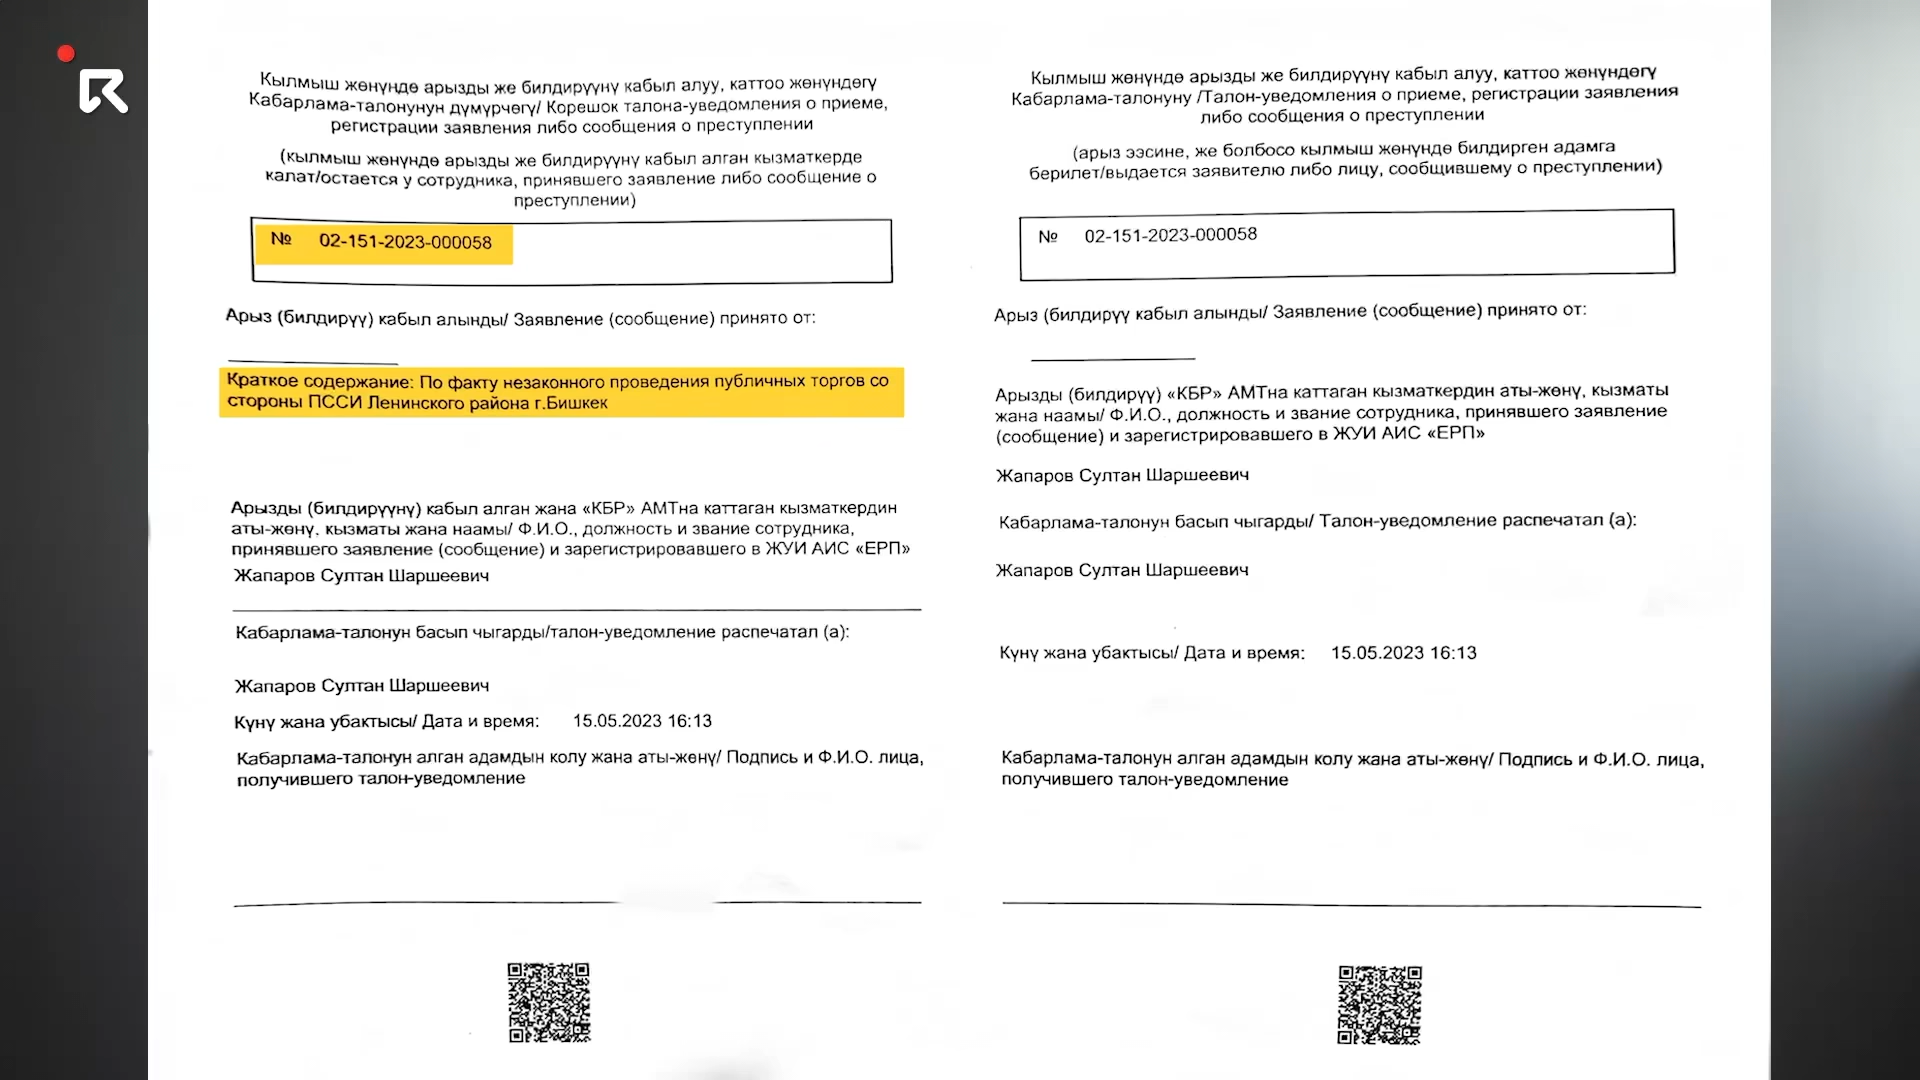 Кылмыш жөнүндө арызды же билдирүүнү кабыл алуу, каттоо жөнүндөгү
Кабарлама-талонунун дүмүрчөгү/ Корешок талона-уведомления о приеме,
регистрации заявления либо сообщения о преступлении
(кылмыш жөнүндө арызды же билдирүүнү кабыл алган кызматкерде
калат/остается у сотрудника, принявшего заявление либо сообщение о
преступлении)
№ 02-151-2023-000058
Арыз (билдирүү) кабыл алынды/ Заявление (сообщение) принято от:
Краткое содержание: По факту незаконного проведения публичных торгов со
стороны ПССИ Ленинского района г.Бишкек
Арызды (билдирүүнү) кабыл алган жана «КБР» АМТна каттаган кызматкердин
аты-жөнү, кызматы жана наамы/ Ф.И.О., должность и звание сотрудника,
принявшего заявление (сообщение) и зарегистрировавшего в ЖУИ АИС «ЕРП»
Жапаров Султан Шаршеевич
Кабарлама-талонун басып чыгарды/талон-уведомление распечатал (а):
Жапаров Султан Шаршеевич
Күнү жана убактысы/ Дата и время: 15.05.2023 16:13
Кабарлама-талонун алган адамдын колу жана аты-жөнү/ Подпись и Ф.И.О. лица,
получившего талон-уведомление
Кылмыш жөнүндө арызды же билдирүүнү кабыл алуу, каттоо жөнүндөгү
Кабарлама-талонуну /Талон-уведомления о приеме, регистрации заявления
либо сообщения о преступлении
(арыз ээсине, же болбосо кылмыш жөнүндө билдирген адамга
берилет/выдается заявителю либо лицу, сообщившему о преступлении)
№ 02-151-2023-000058
Арыз (билдирүү кабыл алынды/ Заявление (сообщение) принято от:
Арызды (билдирүү) «КБР» АМТна каттаган кызматкердин аты-жөнү, кызматы
жана наамы/ Ф.И.О., должность и звание сотрудника, принявшего заявление
(сообщение) и зарегистрировавшего в ЖУИ АИС «ЕРП»
Жапаров Султан Шаршеевич
Кабарлама-талонун басып чыгарды/ Талон-уведомление распечатал (а):
Жапаров Султан Шаршеевич
Күнү жана убактысы/ Дата и время: 15.05.2023 16:13
Кабарлама-талонун алган адамдын колу жана аты-жөнү/ Подпись и Ф.И.О. лица,
получившего талон-уведомление